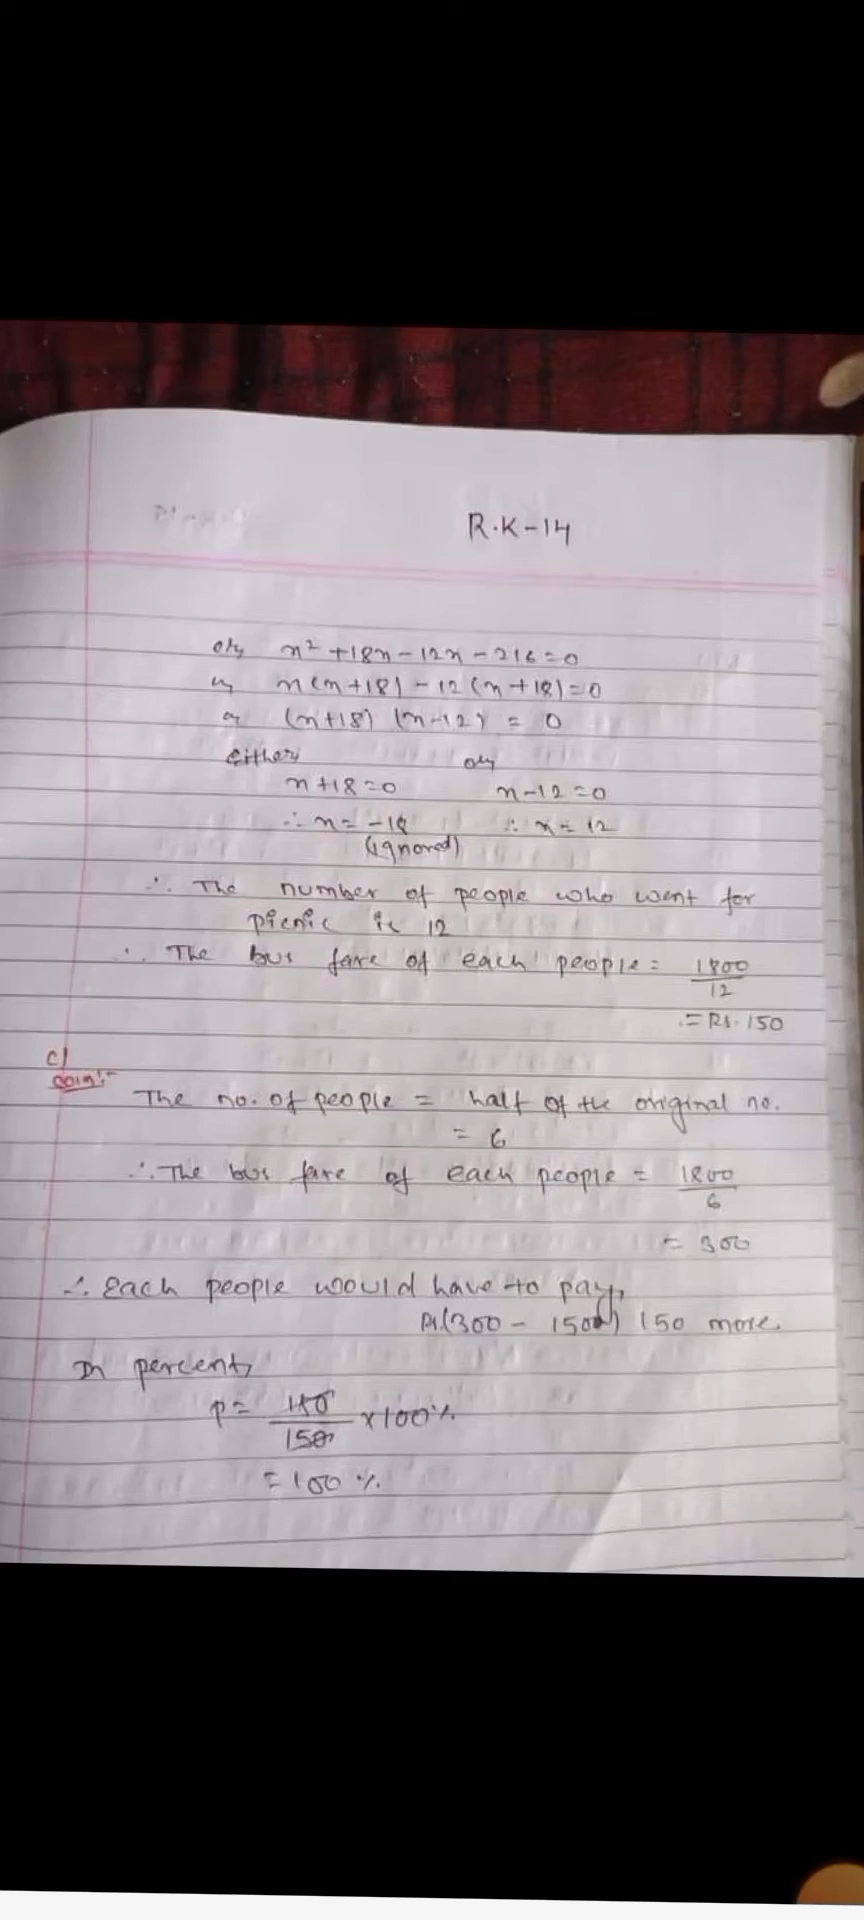 R.K-14
or, x² + 18x - 12x - 216 = 0
or, x(x+18) - 12(x+18) = 0
or (x+18) (x-12) = 0
either or,
x+18=0 x-12=0
∴ x = -18 ∴ x = 12
(ignored)
∴ The number of people who went for
picnic is 12
∴ The bus fare of each people = 1800/12
= Rs. 150
c)
soln:-
The no. of people = half of the original no.
= 6
∴ The bus fare of each people = 1800/6
= 300
∴ Each people would have to pay,
(300 - 150) 150 more.
In percent,
P = 150/150 × 100%
= 100 %